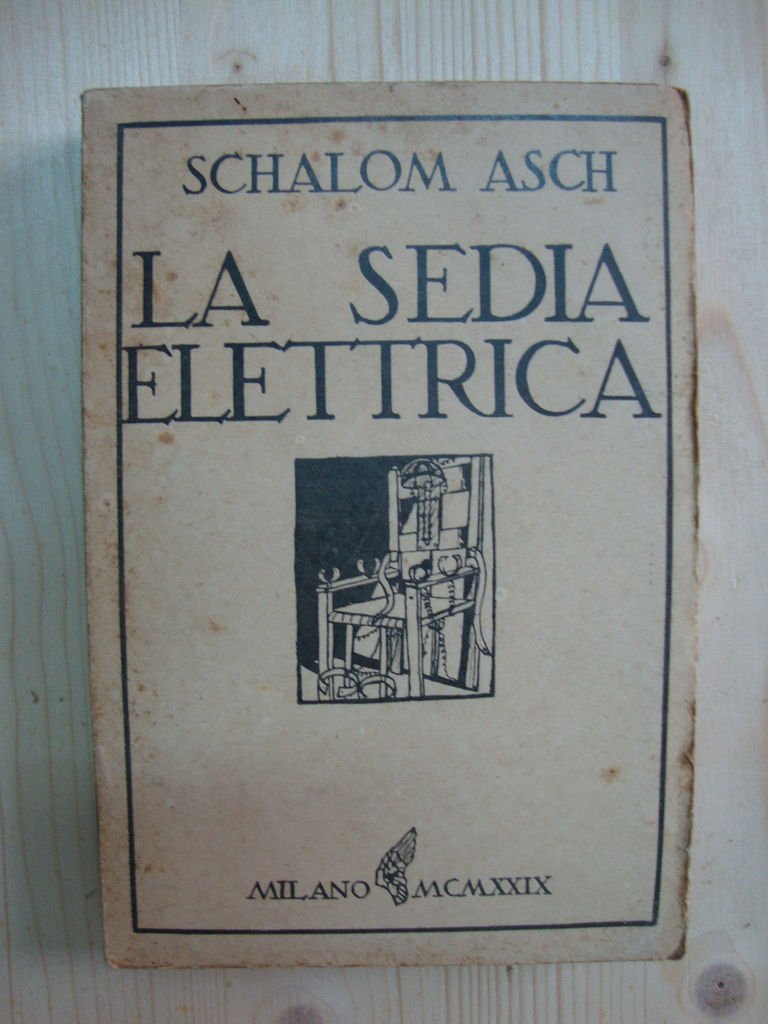 SCHALOM ASCH
LA SEDIA
ELETTRICA
MILANO MCMXXIX